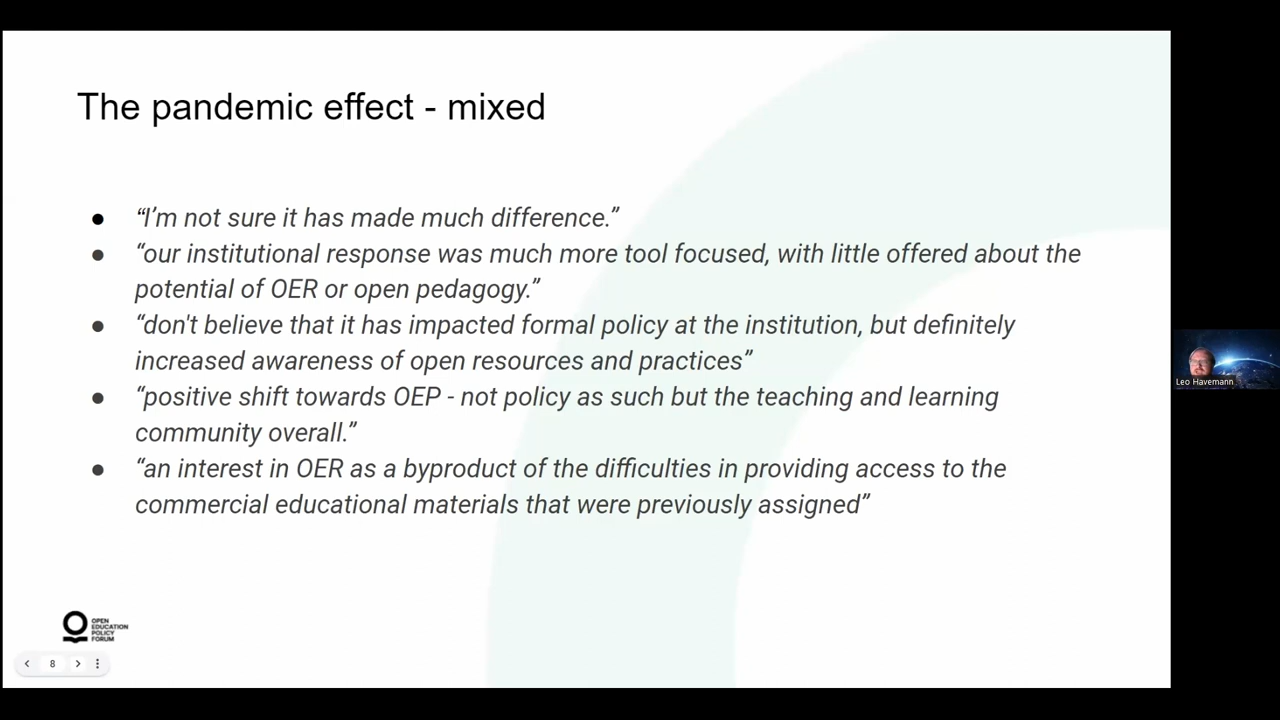 The pandemic effect - mixed
● “I’m not sure it has made much difference.”
● “our institutional response was much more tool focused, with little offered about the
potential of OER or open pedagogy.”
● “don't believe that it has impacted formal policy at the institution, but definitely
increased awareness of open resources and practices”
● “positive shift towards OEP - not policy as such but the teaching and learning
community overall.”
● “an interest in OER as a byproduct of the difficulties in providing access to the
commercial educational materials that were previously assigned”
Leo Havemann
OPEN
EDUCATION
POLICY
FORUM
8